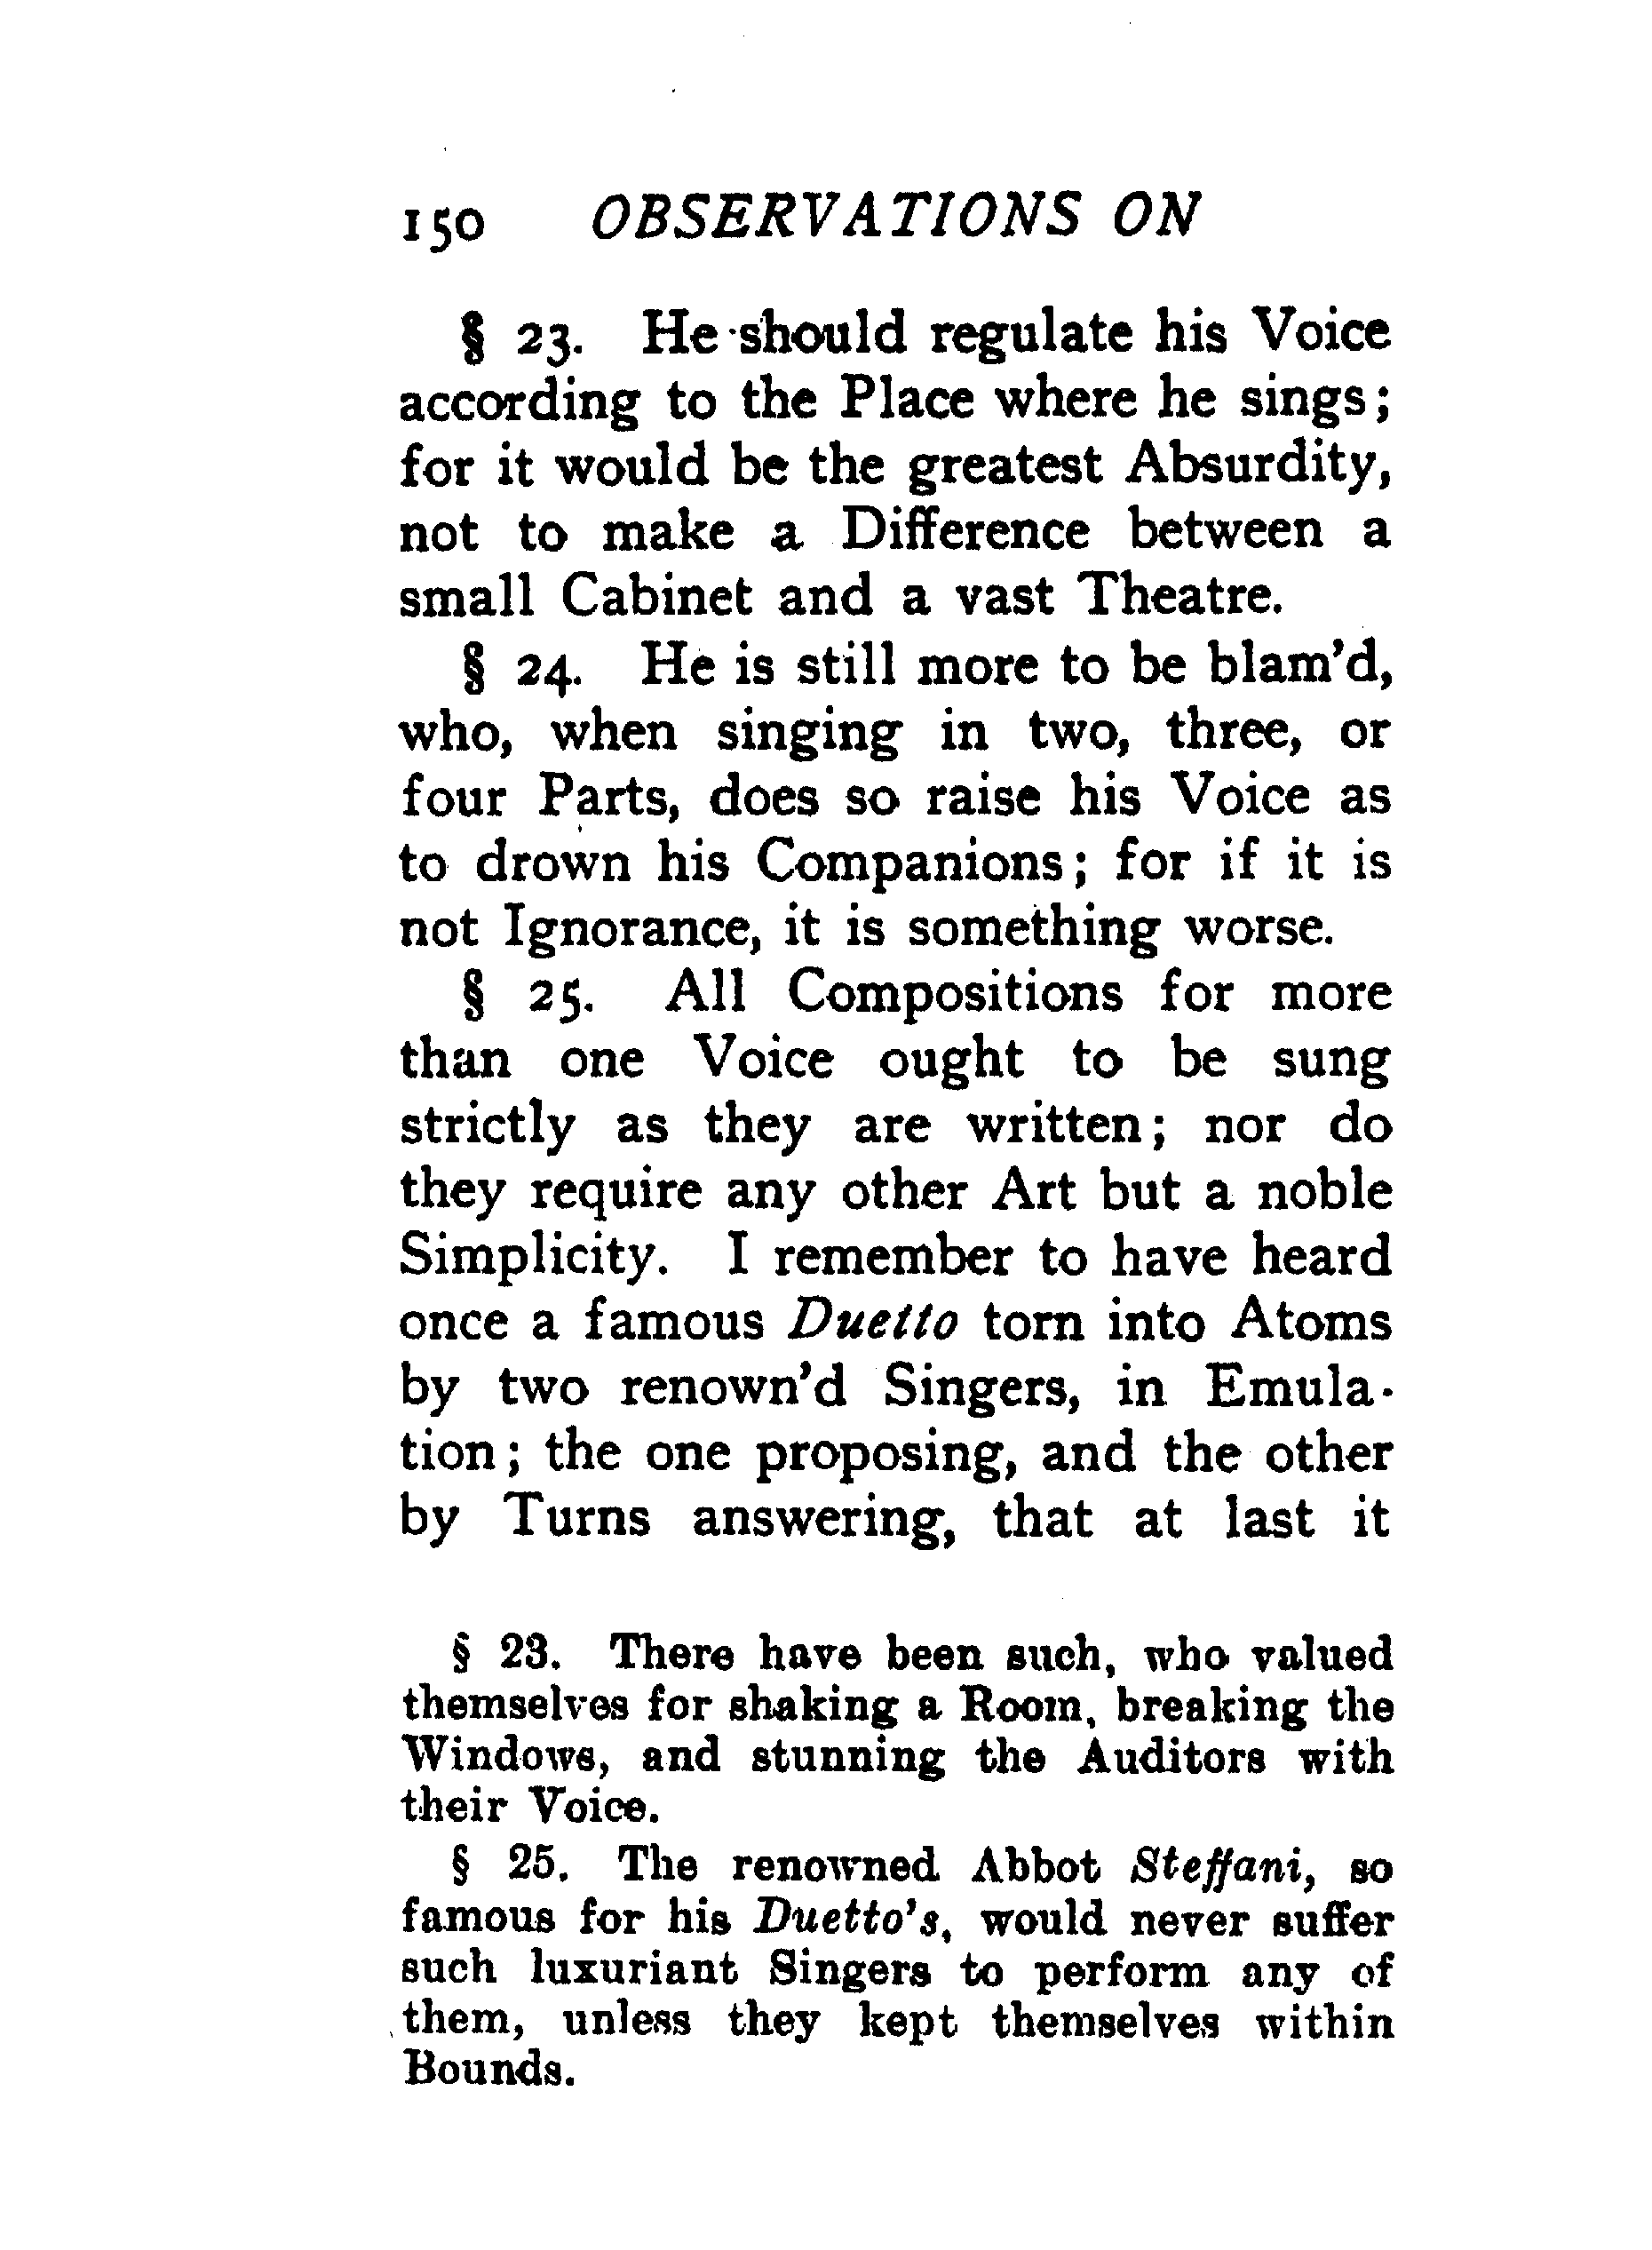 150 OBSERVATIONS ON
§ 23. He should regulate his Voice
according to the Place where he sings;
for it would be the greatest Absurdity,
not to make a Difference between a
small Cabinet and a vast Theatre.
§ 24. He is still more to be blam'd,
who, when singing in two, three, or
four Parts, does so raise his Voice as
to drown his Companions; for if it is
not Ignorance, it is something worse.
§ 25. All Compositions for more
than one Voice ought to be sung
strictly as they are written; nor do
they require any other Art but a noble
Simplicity. I remember to have heard
once a famous Duetto torn into Atoms
by two renown'd Singers, in Emula-
tion; the one proposing, and the other
by Turns answering, that at last it
§ 23. There have been such, who valued
themselves for shaking a Room, breaking the
Windows, and stunning the Auditors with
their Voice.
§ 25. The renowned Abbot Steffani, so
famous for his Duetto's, would never suffer
such luxuriant Singers to perform any of
them, unless they kept themselves within
Bounds.